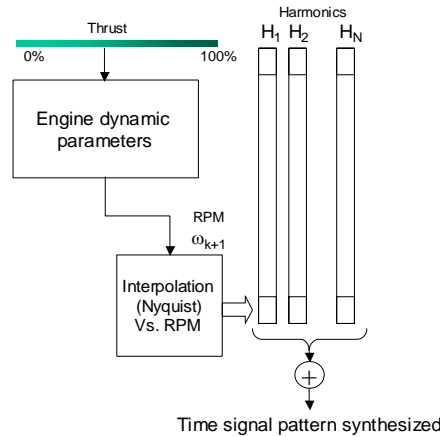 Thrust
0%
100%
Engine dynamic
parameters
RPM
ωk+1
Interpolation
(Nyquist)
Vs. RPM
Harmonics
H1 H2 HN
+
Time signal pattern synthesized